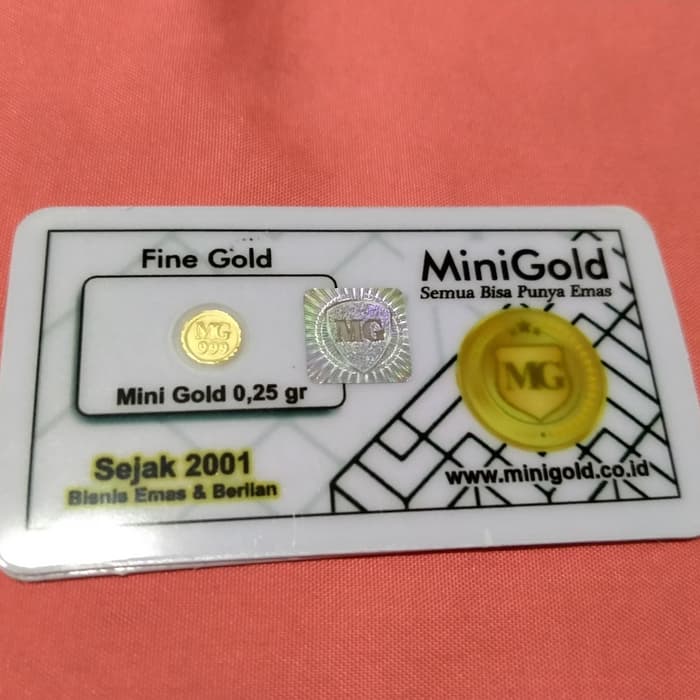 Fine Gold
MG
999
Mini Gold 0,25 gr
MG
Sejak 2001
Bisnis Emas & Berlian
MiniGold
Semua Bisa Punya Emas
MG
www.minigold.co.id